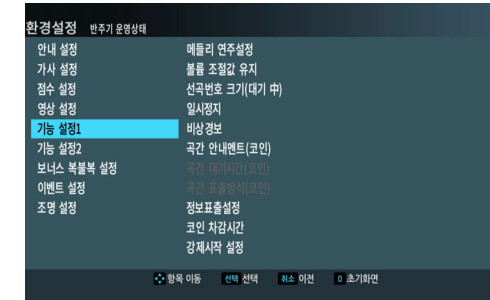 환경설정 반주기 운영상태
안내 설정
가사 설정
점수 설정
영상 설정
기능 설정1
기능 설정2
보너스 복불복 설정
이벤트 설정
조명 설정
메들리 연주설정
볼륨 조절값 유지
선곡번호 크기(대기 中)
일시정지
비상경보
곡간 안내멘트(코인)
곡간 대기시간(코인)
곡간 표출방식(코인)
정보표출설정
코인 차감시간
강제시작 설정
항목 이동 선택 선택 취소 이전 0 초기화면